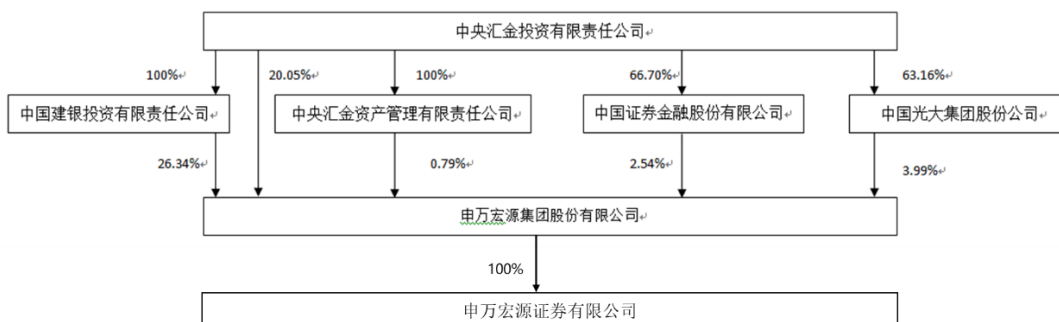 中央汇金投资有限责任公司
100% 20.05% 100% 66.70% 63.16%
中国建银投资有限责任公司 中央汇金资产管理有限责任公司 中国证券金融股份有限公司 中国光大集团股份公司
26.34% 0.79% 2.54% 3.99%
申万宏源集团股份有限公司
100%
申万宏源证券有限公司